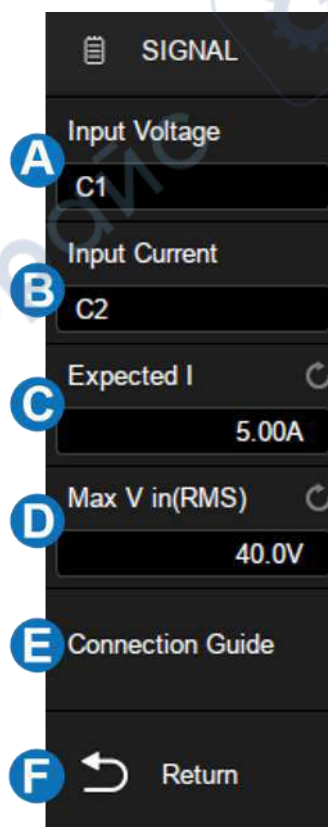 SIGNAL
A
Input Voltage
C1
B
Input Current
C2
C
Expected I
5.00A
D
Max V in(RMS)
40.0V
E
Connection Guide
F
Return